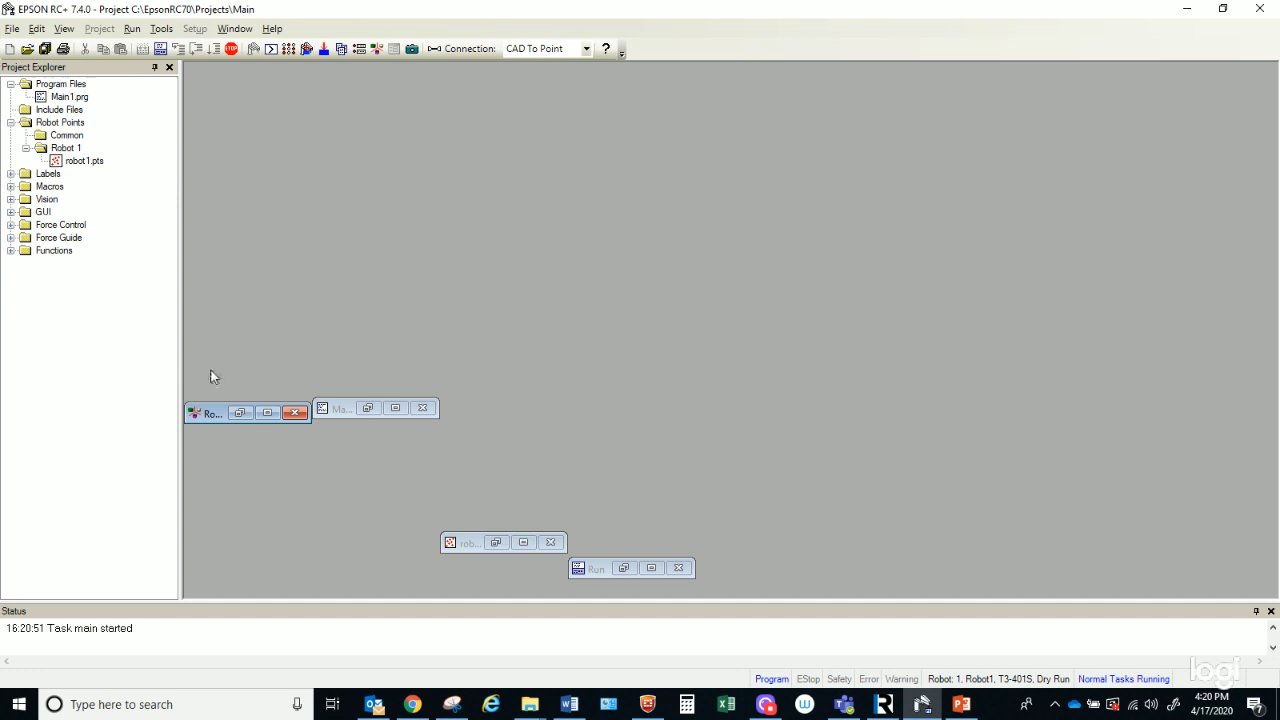 EPSON RC+ 7.4.0 - Project C:\EpsonRC70\Projects\Main
File Edit View Project Run Tools Setup Window Help
STOP Connection: CAD To Point ?
Project Explorer
Program Files
Main1.prg
Include Files
Robot Points
Common
Robot 1
robot1.pts
Labels
Macros
Vision
GUI
Force Control
Force Guide
Functions
Ro...
Ma...
rob...
Run
Status
16:20:51 Task main started
logi
Program EStop Safety Error Warning Robot: 1, Robot1, T3-401S, Dry Run Normal Tasks Running
Type here to search
4:20 PM
4/17/2020